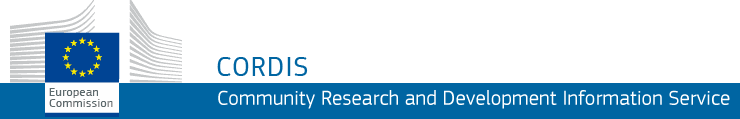 CORDIS
European
Commission
Community Research and Development Information Service